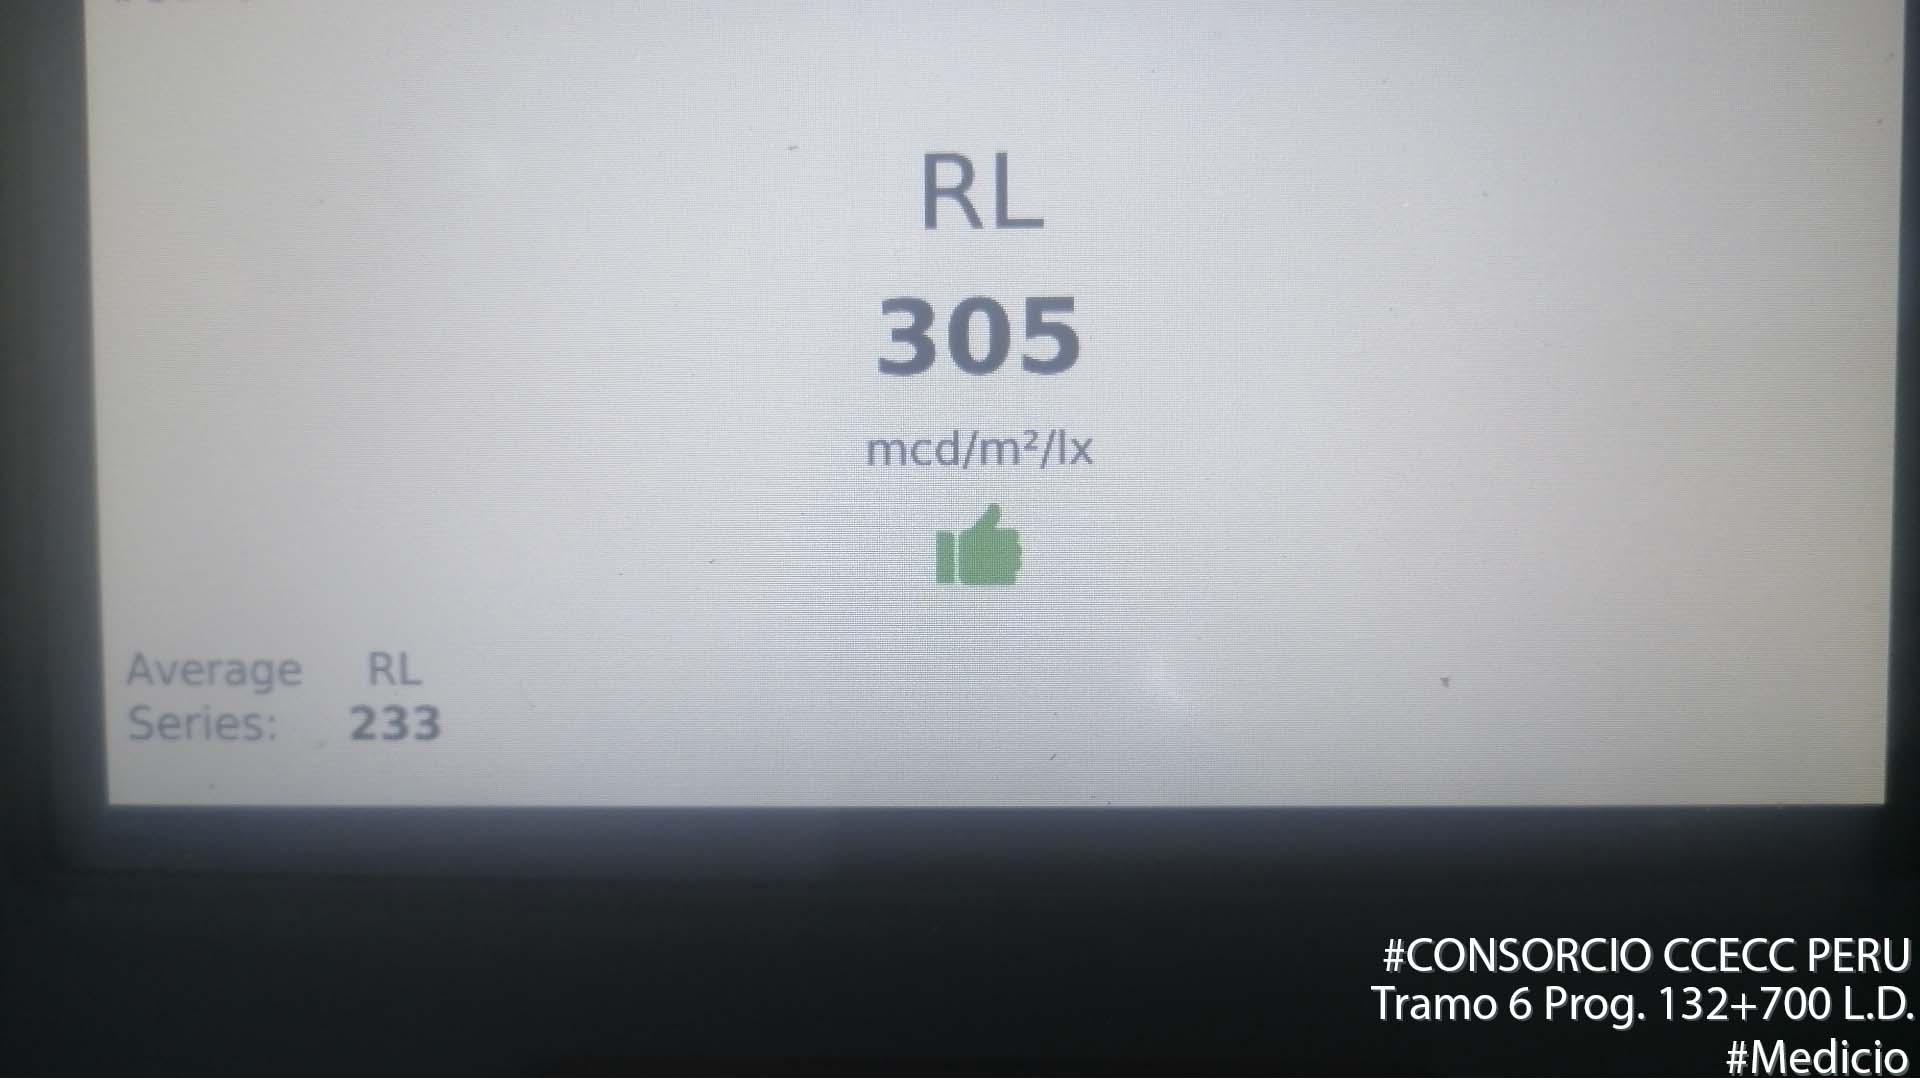 RL
305
mcd/m²/lx
Average RL
Series: 233
#CONSORCIO CCECC PERU
Tramo 6 Prog. 132+700 L.D.
#Medicio